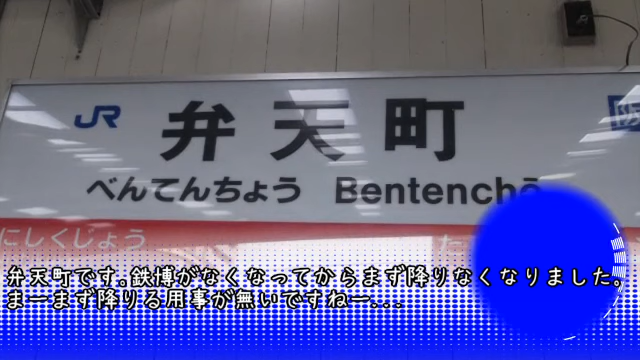 JR 弁天町 阪
べんてんちょう Bentenchō
にしくじょう た
弁天町です。鉄博がなくなってからまず降りなくなりました。
まーまず降りる用事が無いですねー...